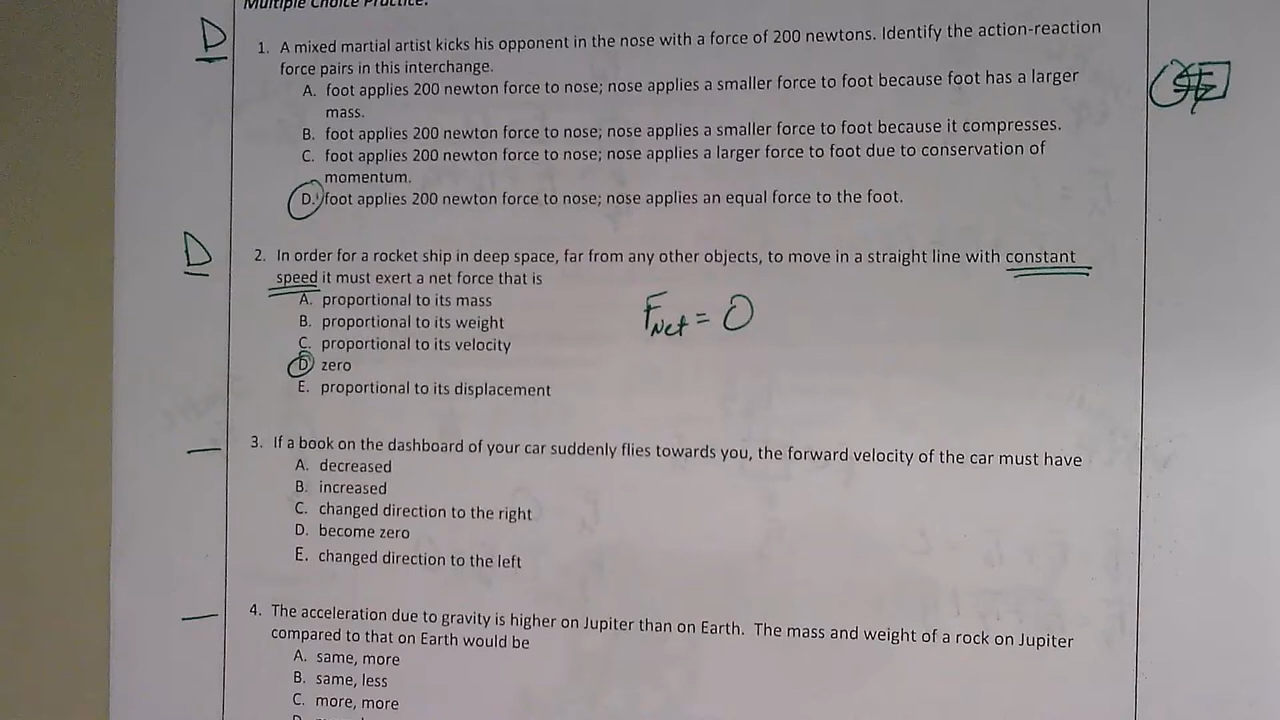 Multiple Choice Practice:
D
1. A mixed martial artist kicks his opponent in the nose with a force of 200 newtons. Identify the action-reaction
force pairs in this interchange.
A. foot applies 200 newton force to nose; nose applies a smaller force to foot because foot has a larger
mass.
B. foot applies 200 newton force to nose; nose applies a smaller force to foot because it compresses.
C. foot applies 200 newton force to nose; nose applies a larger force to foot due to conservation of
momentum.
D. foot applies 200 newton force to nose; nose applies an equal force to the foot.
D
2. In order for a rocket ship in deep space, far from any other objects, to move in a straight line with constant
speed it must exert a net force that is
A. proportional to its mass
B. proportional to its weight
C. proportional to its velocity
D. zero
E. proportional to its displacement
FNet = 0
3. If a book on the dashboard of your car suddenly flies towards you, the forward velocity of the car must have
A. decreased
B. increased
C. changed direction to the right
D. become zero
E. changed direction to the left
4. The acceleration due to gravity is higher on Jupiter than on Earth. The mass and weight of a rock on Jupiter
compared to that on Earth would be
A. same, more
B. same, less
C. more, more